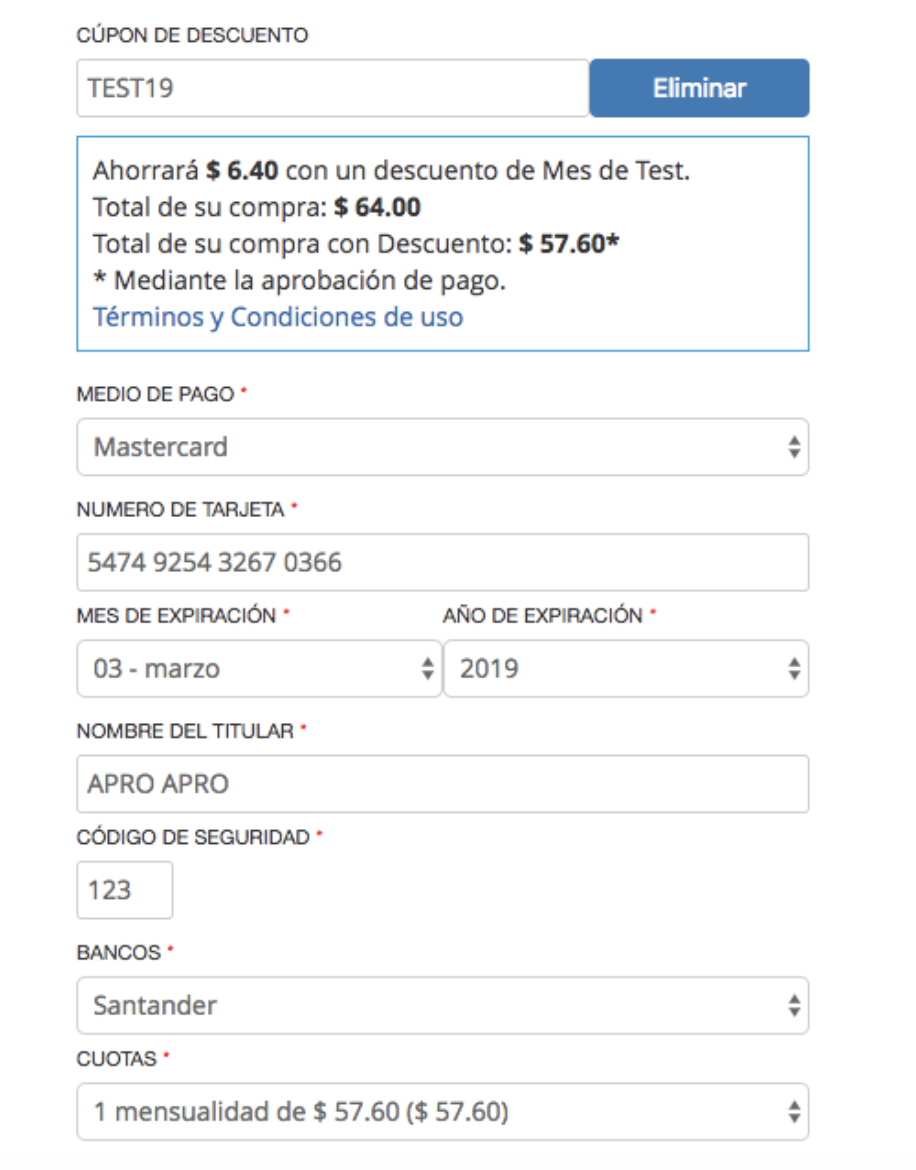 CÚPON DE DESCUENTO
TEST19
Eliminar
Ahorrará $ 6.40 con un descuento de Mes de Test.
Total de su compra: $ 64.00
Total de su compra con Descuento: $ 57.60*
* Mediante la aprobación de pago.
Términos y Condiciones de uso
MEDIO DE PAGO *
Mastercard
NUMERO DE TARJETA *
5474 9254 3267 0366
MES DE EXPIRACIÓN * AÑO DE EXPIRACIÓN *
03 - marzo 2019
NOMBRE DEL TITULAR *
APRO APRO
CÓDIGO DE SEGURIDAD *
123
BANCOS *
Santander
CUOTAS *
1 mensualidad de $ 57.60 ($ 57.60)